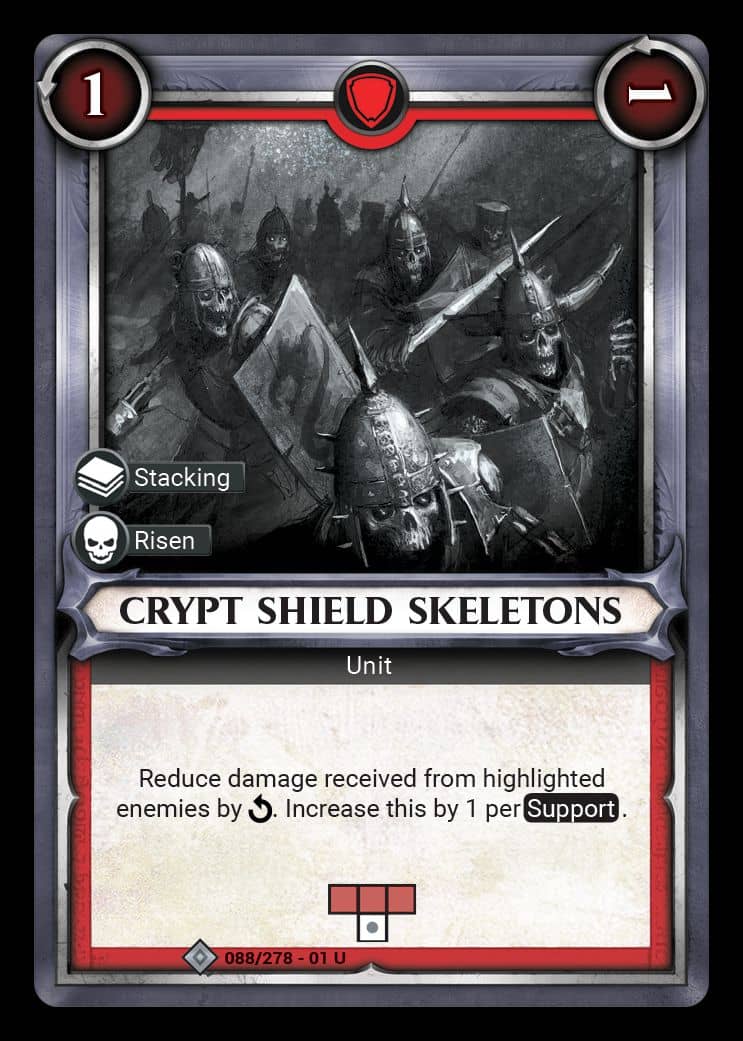 1
1
Stacking
Risen
CRYPT SHIELD SKELETONS
Unit
Reduce damage received from highlighted
enemies by . Increase this by 1 per Support.
088/278 - 01 U